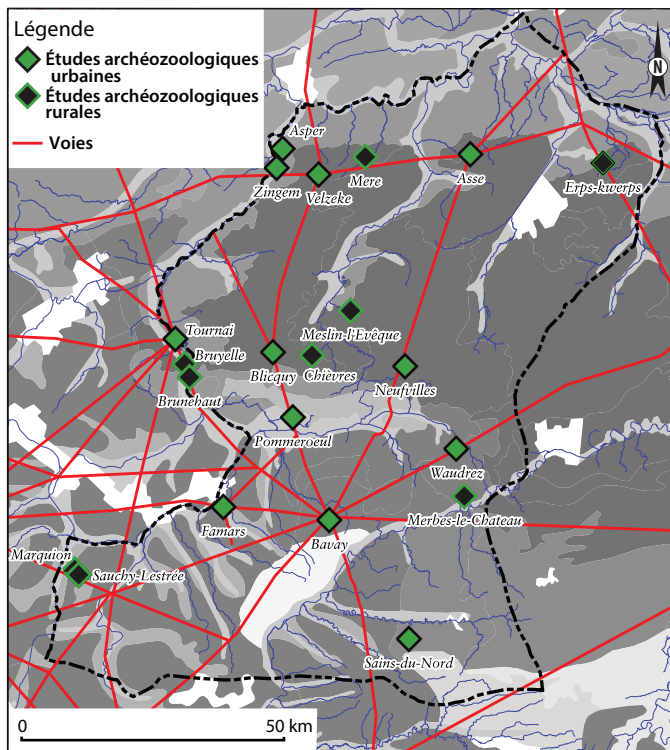 Légende
Études archéozoologiques
urbaines
Études archéozoologiques
rurales
Voies
N
Asper
Zingem
Velzeke
Mere
Asse
Erps-kwerps
Tournai
Bruyelle
Brunehaut
Blicquy
Meslin-l'Evêque
Chièvres
Neufvilles
Pommeroeul
Waudrez
Merbes-le-Chateau
Famars
Bavay
Marquion
Sauchy-Lestrée
Sains-du-Nord
0 50 km